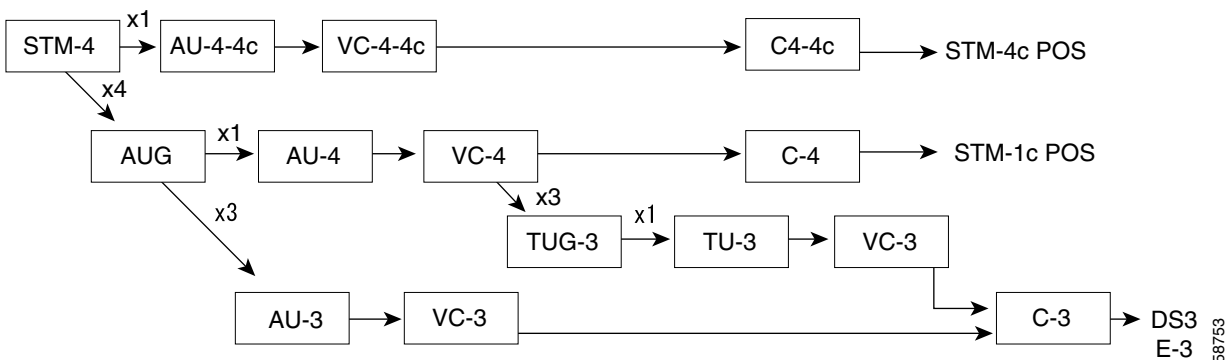 x1
STM-4
AU-4-4c
VC-4-4c
C4-4c
STM-4c POS
x4
x1
AUG
AU-4
VC-4
C-4
STM-1c POS
x3
x3
x1
TUG-3
TU-3
VC-3
AU-3
VC-3
C-3
DS3
E-3